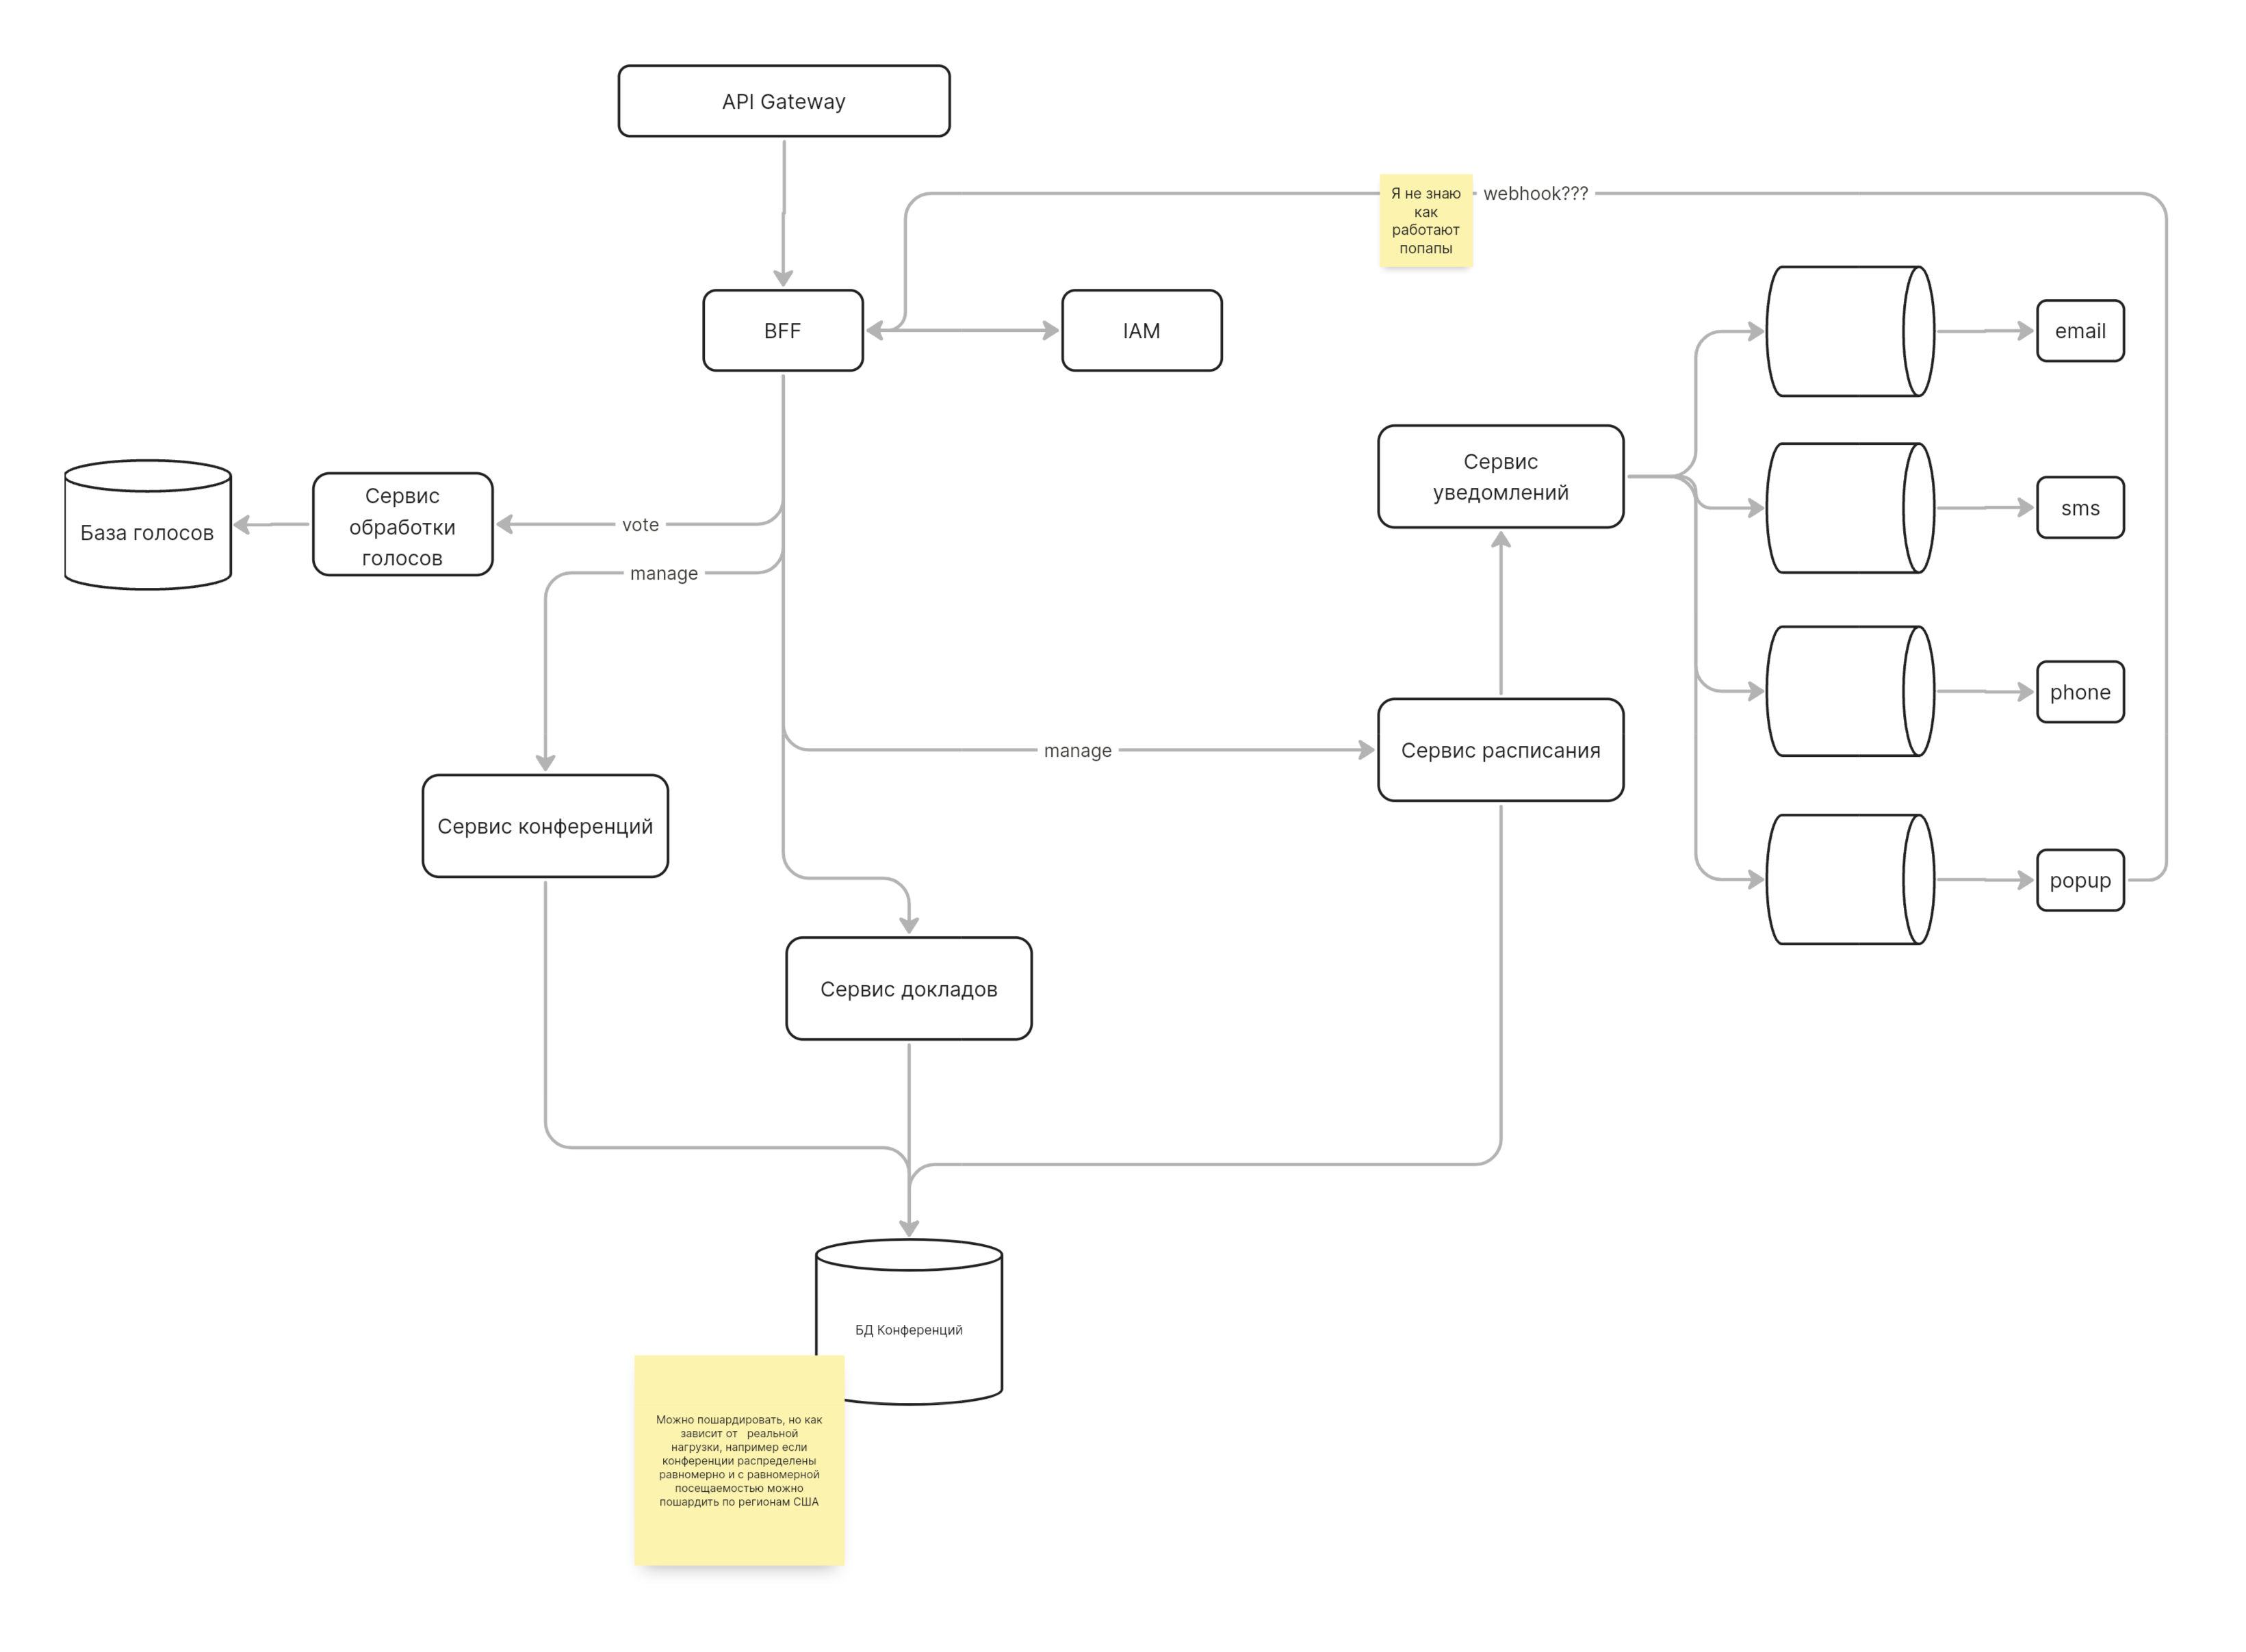 API Gateway
Я не знаю
как
работают
попапы
webhook???
BFF
IAM
email
Сервис
уведомлений
sms
База голосов
Сервис
обработки
голосов
vote
manage
phone
manage
Сервис расписания
Сервис конференций
popup
Сервис докладов
БД Конференций
Можно пошардировать, но как
зависит от реальной
нагрузки, например если
конференции распределены
равномерно и с равномерной
посещаемостью можно
пошардить по регионам США